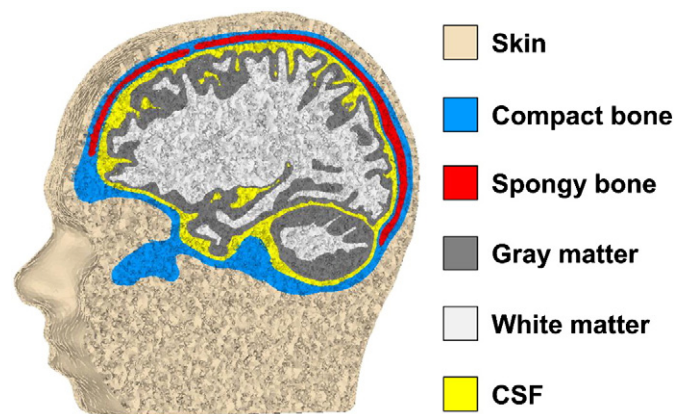 Skin
Compact bone
Spongy bone
Gray matter
White matter
CSF